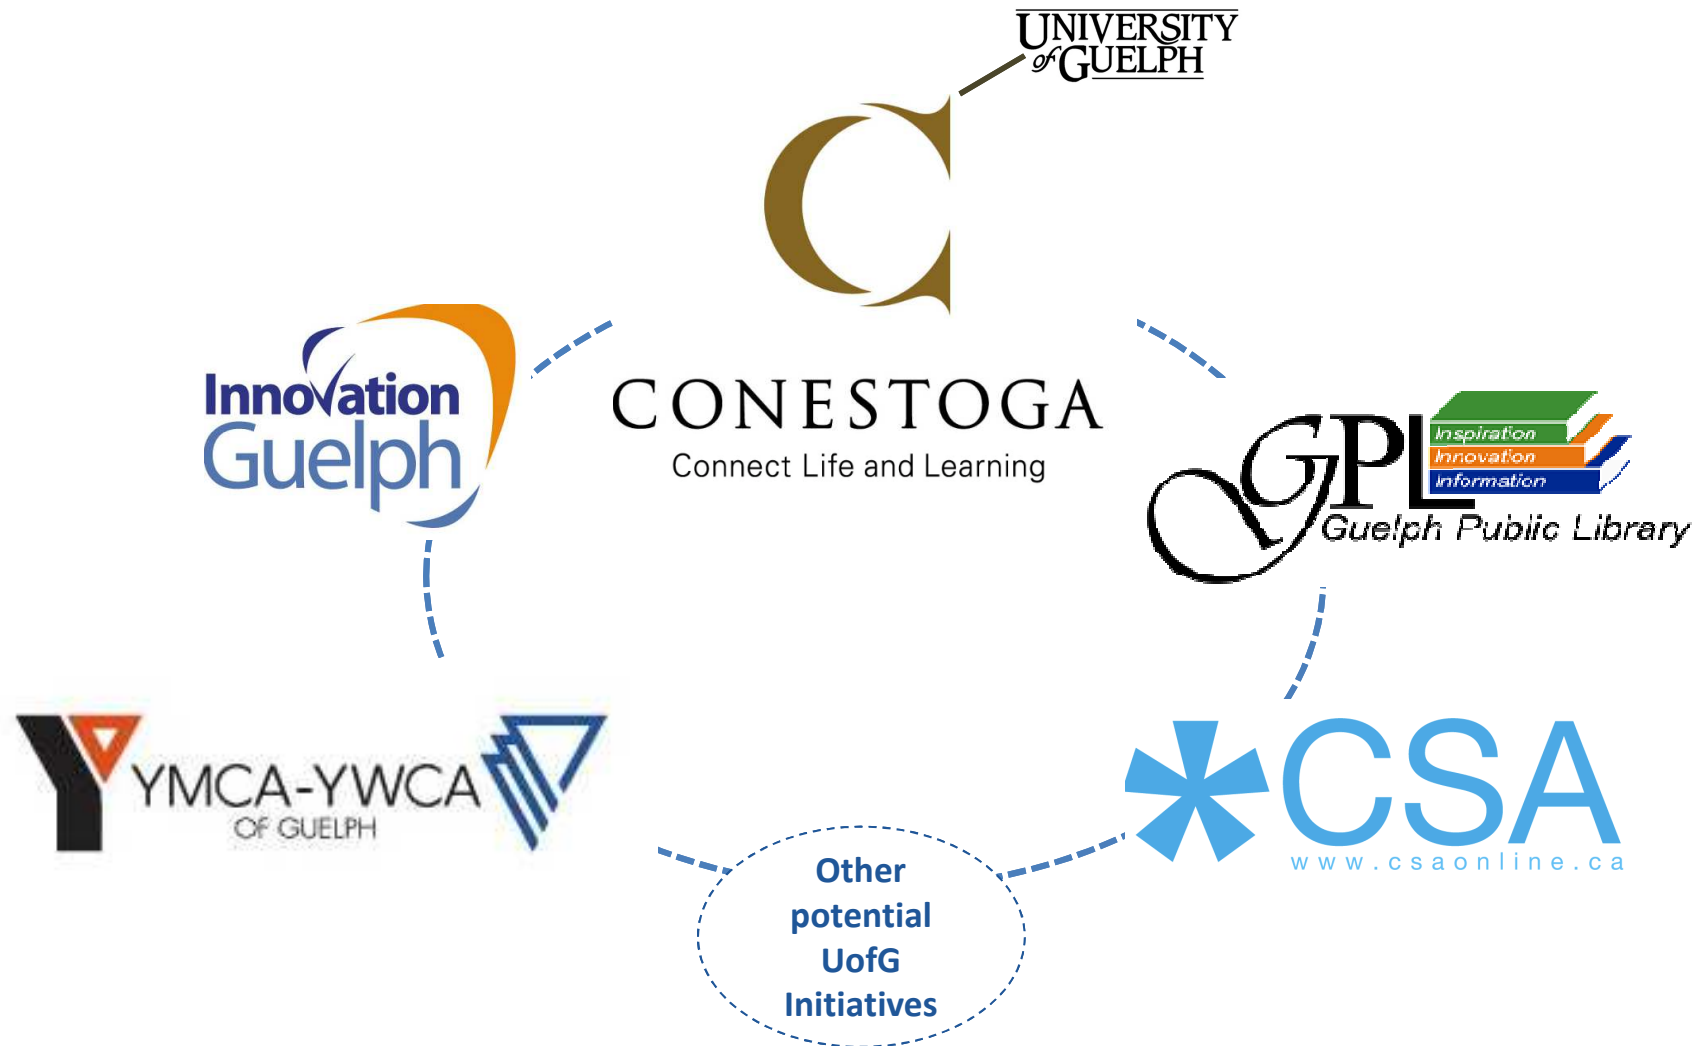 UNIVERSITY
of GUELPH
Innovation
Guelph
CONESTOGA
Connect Life and Learning
GPL
Inspiration
Innovation
Information
Guelph Public Library
YMCA-YWCA
OF GUELPH
CSA
www.csaonline.ca
Other
potential
UofG
Initiatives